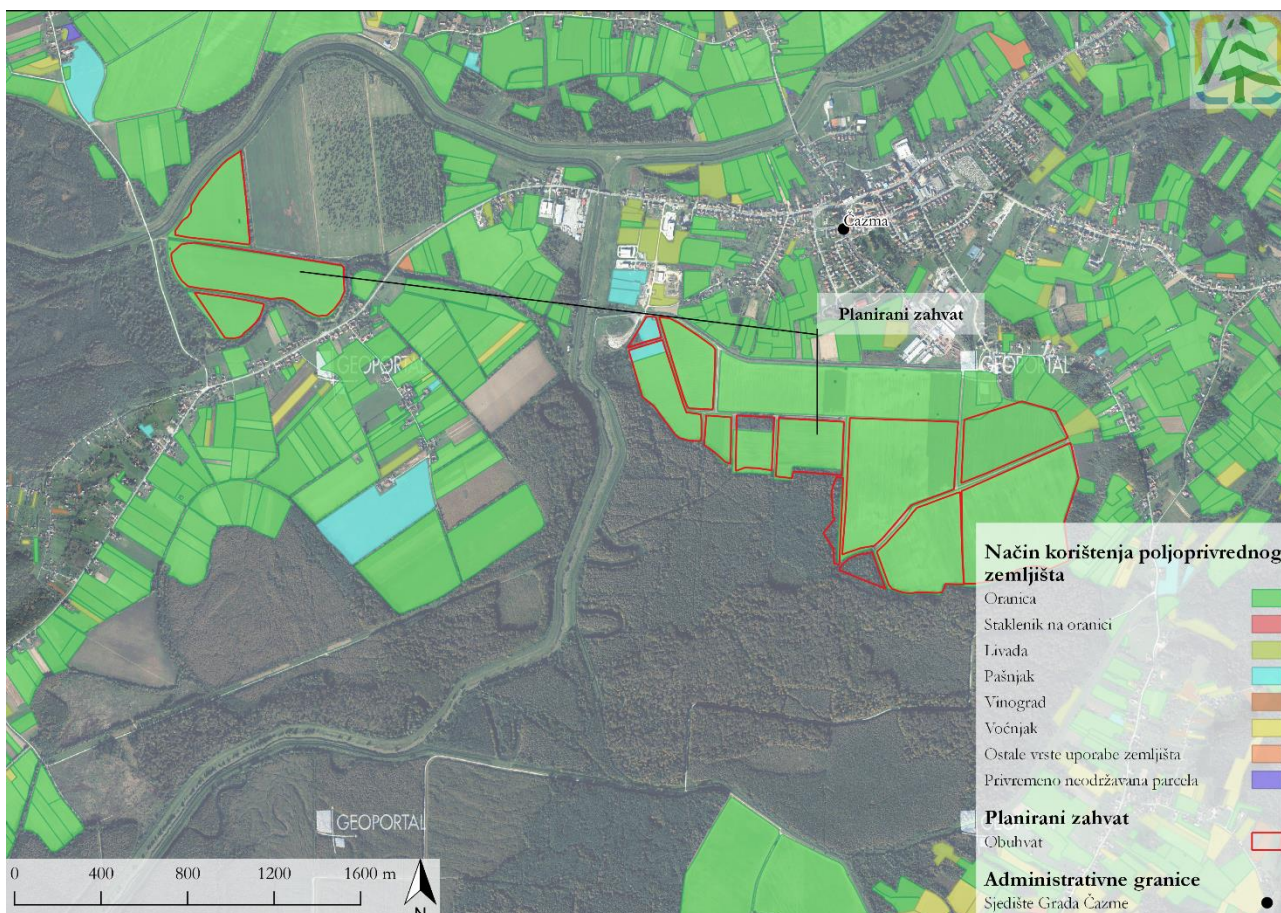 Čazma
Planirani zahvat
GEOPORTAL
GEOPORTAL
Način korištenja poljoprivrednog
zemljišta
Oranica
Staklenik na oranici
Livada
Pašnjak
Vinograd
Voćnjak
Ostale vrste uporabe zemljišta
Privremeno neodržavana parcela
Planirani zahvat
Obuhvat
Administrativne granice
Sjedište Grada Čazme
GEOPORTAL
GE
0 400 800 1200 1600 m
N